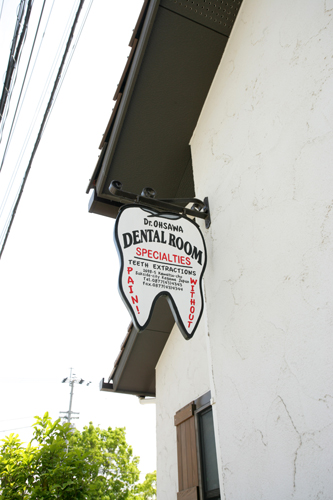 Dr. OHSAWA
DENTAL ROOM
SPECIALTIES
TEETH EXTRACTIONS
PAIN!
WITHOUT